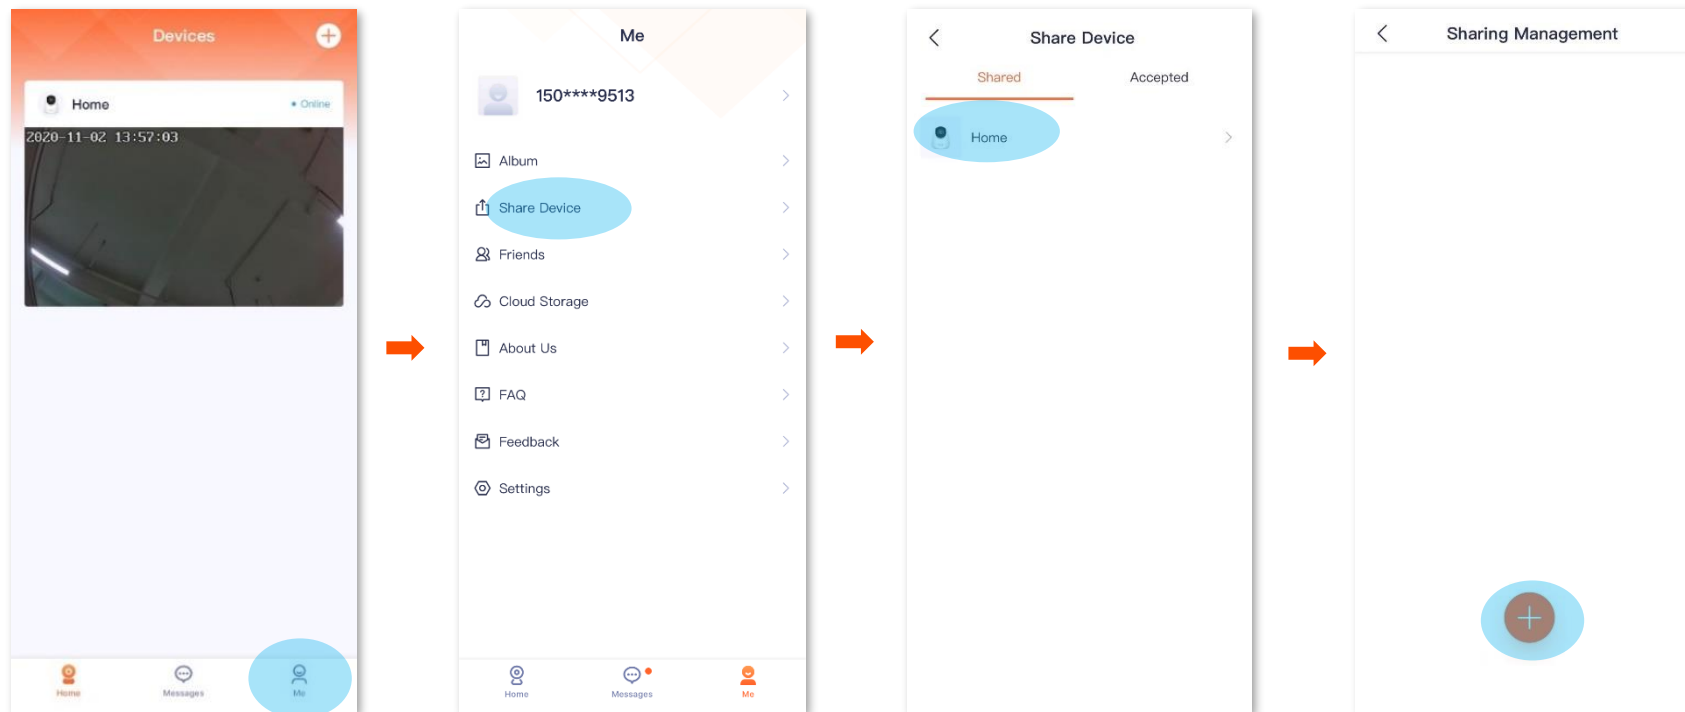 Devices
Home
Online
2020-11-02 13:57:03
Home
Messages
Me
Me
150****9513
Album
Share Device
Friends
Cloud Storage
About Us
FAQ
Feedback
Settings
Home
Messages
Me
Share Device
Shared
Accepted
Home
Sharing Management